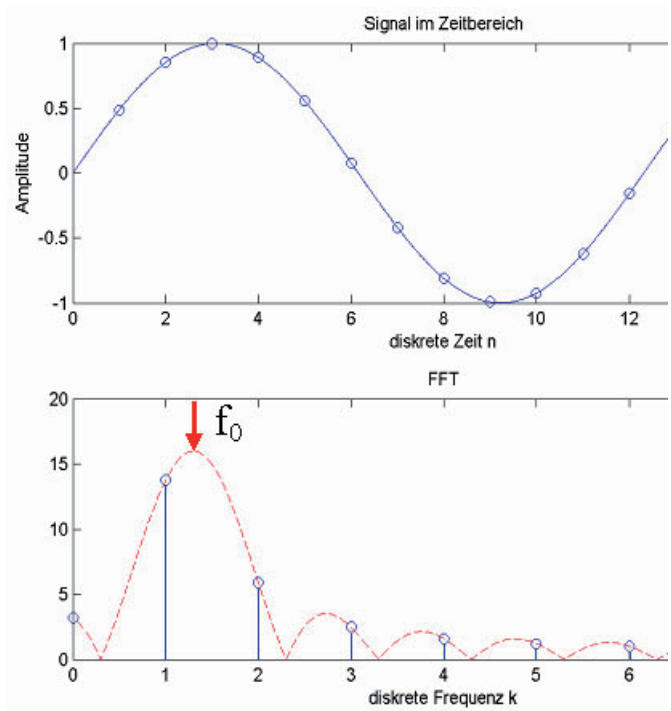 Signal im Zeitbereich
1
0.5
0
-0.5
-1
Amplitude
0 2 4 6 8 10 12
diskrete Zeit n
FFT
20
15
10
5
0
f₀
0 1 2 3 4 5 6
diskrete Frequenz k